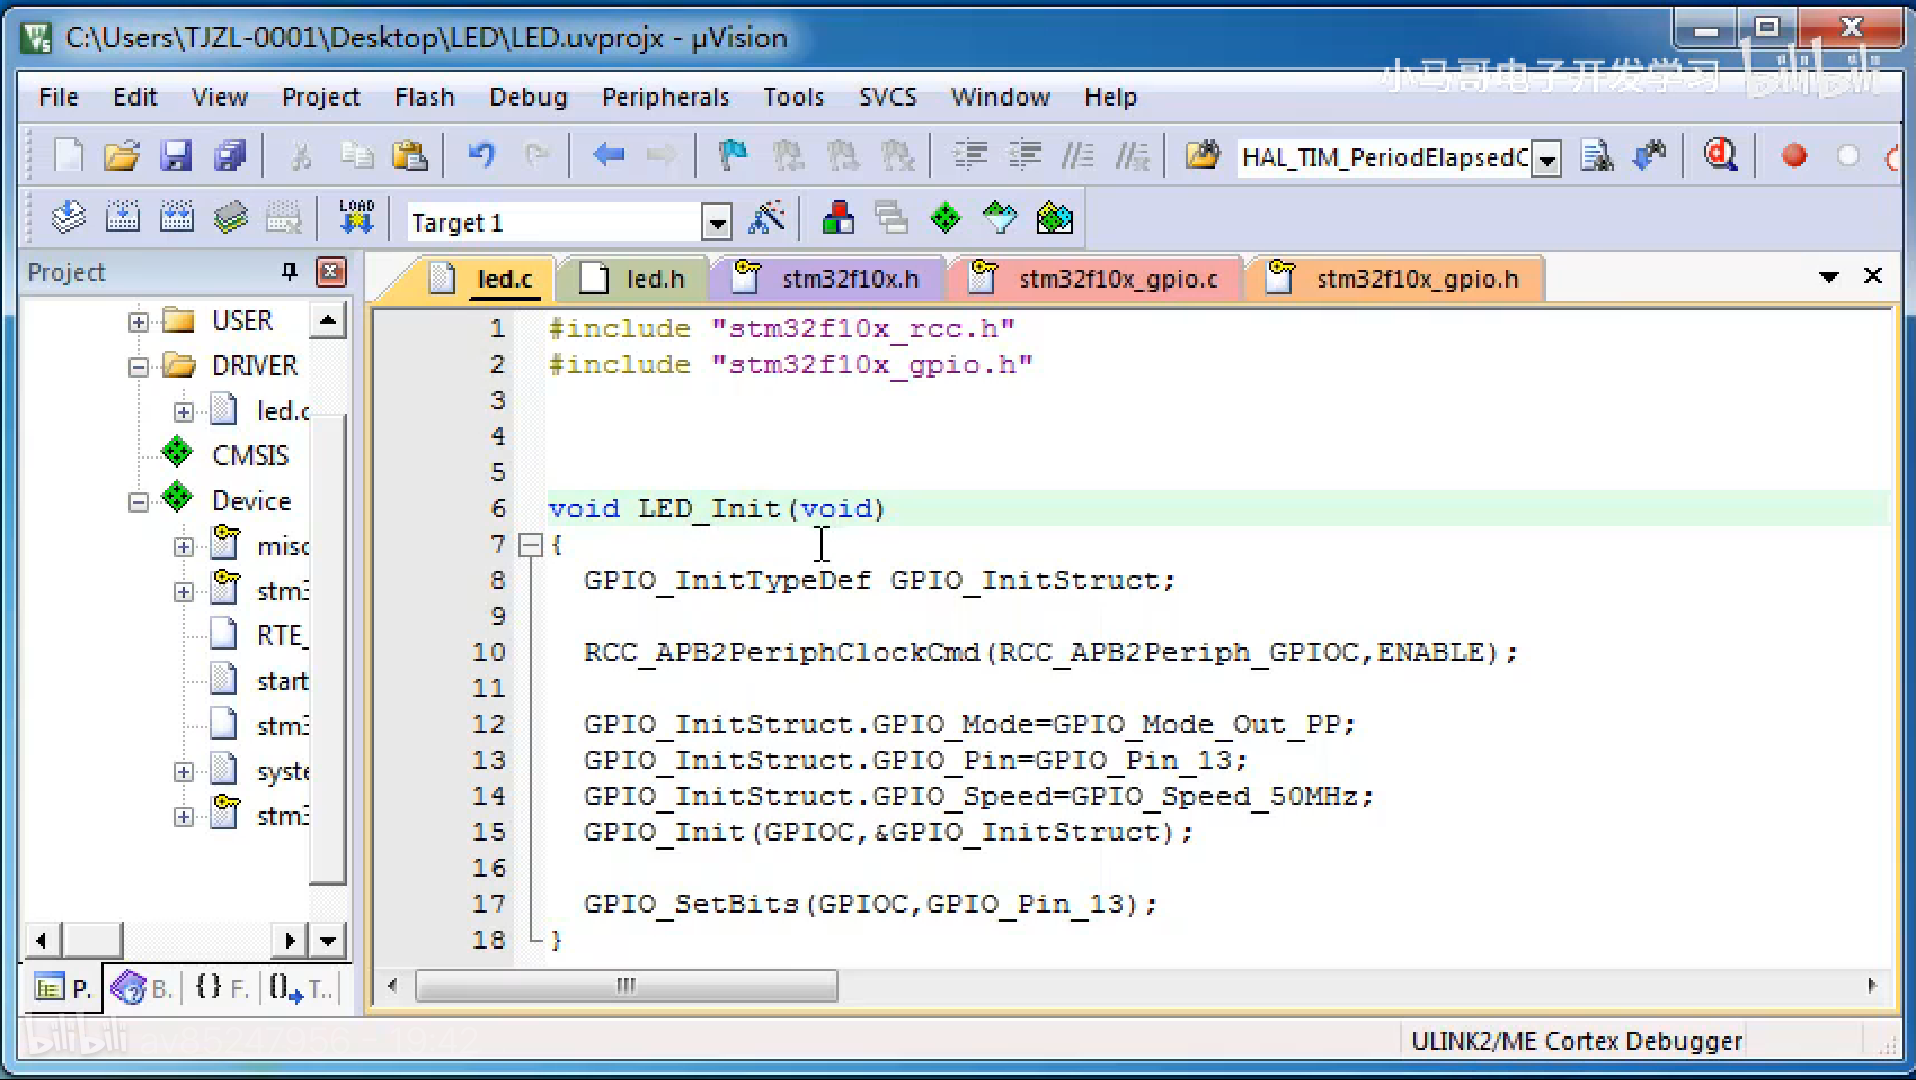 C:\Users\TJZL-0001\Desktop\LED\LED.uvprojx - µVision
小马哥电子开发学习 bilibili
File Edit View Project Flash Debug Peripherals Tools SVCS Window Help
HAL_TIM_PeriodElapsedC
LOAD Target 1
Project
led.c led.h stm32f10x.h stm32f10x_gpio.c stm32f10x_gpio.h
USER
DRIVER
led.c
CMSIS
Device
misc
stm3
RTE_
start
stm3
syste
stm3
1 #include "stm32f10x_rcc.h"
2 #include "stm32f10x_gpio.h"
3
4
5
6 void LED_Init(void)
7 {
8 GPIO_InitTypeDef GPIO_InitStruct;
9
10 RCC_APB2PeriphClockCmd(RCC_APB2Periph_GPIOC,ENABLE);
11
12 GPIO_InitStruct.GPIO_Mode=GPIO_Mode_Out_PP;
13 GPIO_InitStruct.GPIO_Pin=GPIO_Pin_13;
14 GPIO_InitStruct.GPIO_Speed=GPIO_Speed_50MHz;
15 GPIO_Init(GPIOC,&GPIO_InitStruct);
16
17 GPIO_SetBits(GPIOC,GPIO_Pin_13);
18 }
P. B. {} F. T..
bilibili av85247956 - 19:42
ULINK2/ME Cortex Debugger